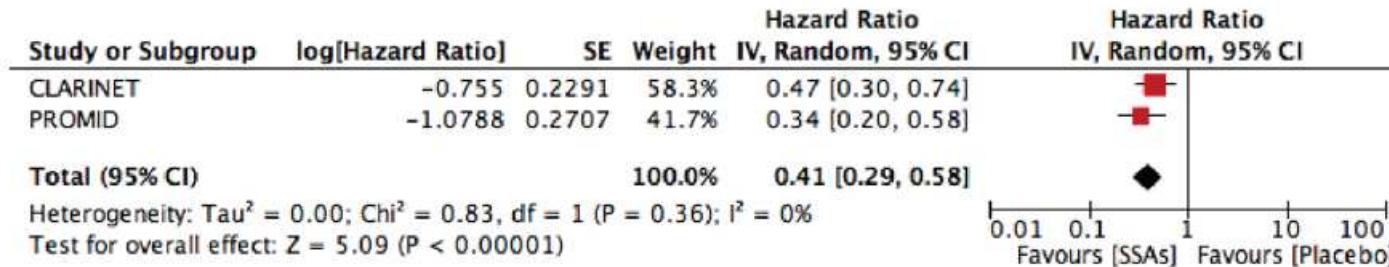 Hazard Ratio Hazard Ratio
Study or Subgroup log[Hazard Ratio] SE Weight IV, Random, 95% CI IV, Random, 95% CI
CLARINET −0.755 0.2291 58.3% 0.47 [0.30, 0.74]
PROMID −1.0788 0.2707 41.7% 0.34 [0.20, 0.58]
Total (95% CI) 100.0% 0.41 [0.29, 0.58]
Heterogeneity: Tau² = 0.00; Chi² = 0.83, df = 1 (P = 0.36); I² = 0%
Test for overall effect: Z = 5.09 (P < 0.00001)
0.01 0.1 1 10 100
Favours [SSAs] Favours [Placebo]